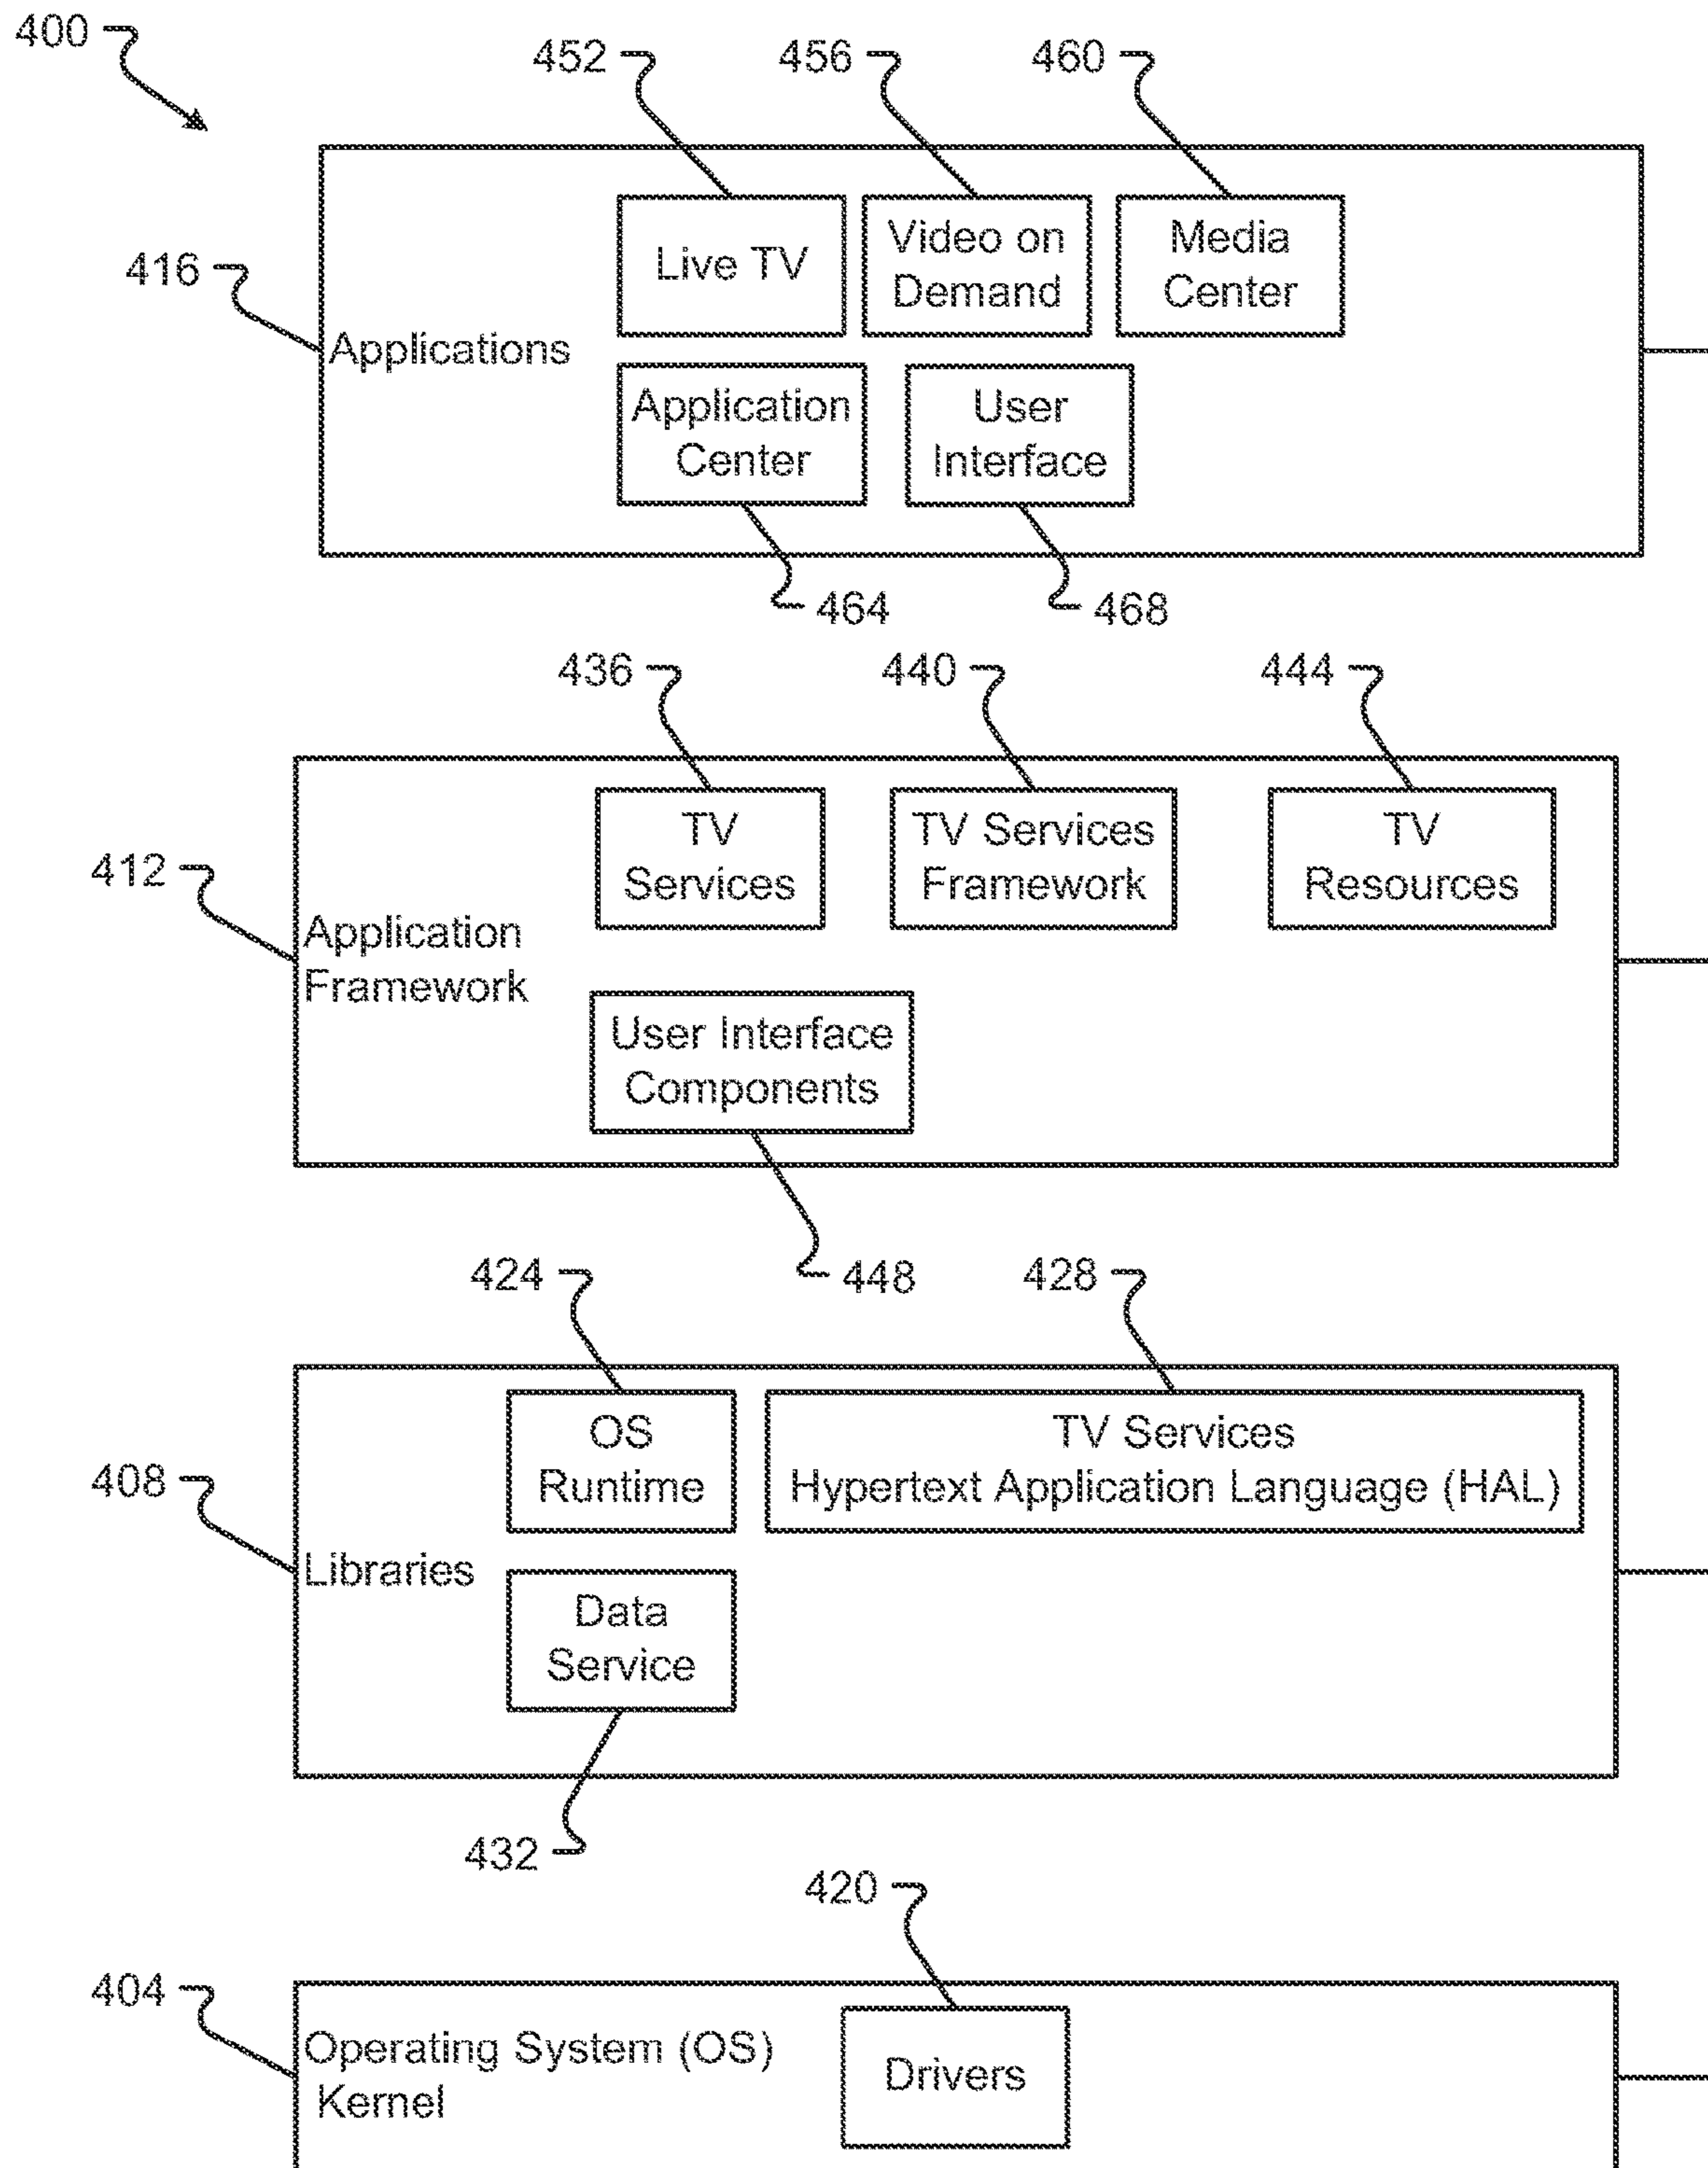 400
452
456
460
416
Applications
Live TV
Video on
Demand
Media
Center
Application
Center
User
Interface
464
468
436
440
444
412
Application
Framework
TV
Services
TV Services
Framework
TV
Resources
User Interface
Components
448
424
428
408
Libraries
OS
Runtime
TV Services
Hypertext Application Language (HAL)
Data
Service
432
420
404
Operating System (OS)
Kernel
Drivers